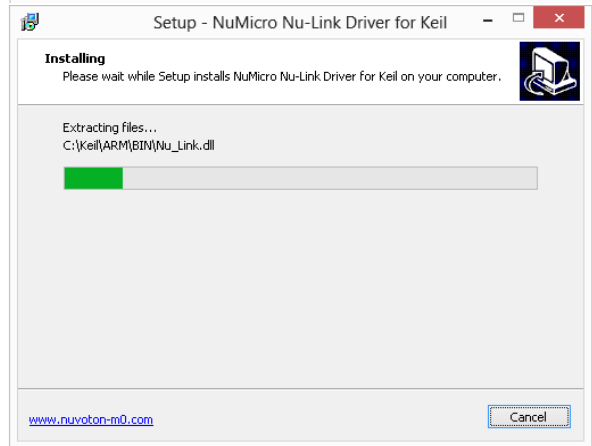 Setup - NuMicro Nu-Link Driver for Keil
Installing
Please wait while Setup installs NuMicro Nu-Link Driver for Keil on your computer.
Extracting files...
C:\Keil\ARM\BIN\Nu_Link.dll
www.nuvoton-m0.com
Cancel